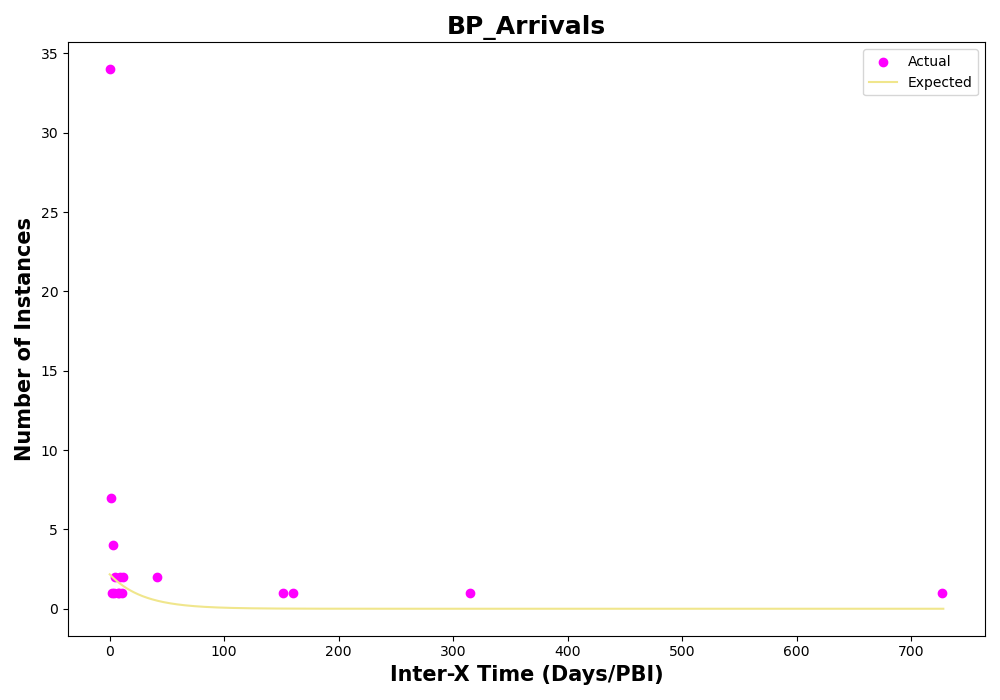 BP_Arrivals
Actual
Expected
Number of Instances
35
30
25
20
15
10
5
0
0 100 200 300 400 500 600 700
Inter-X Time (Days/PBI)